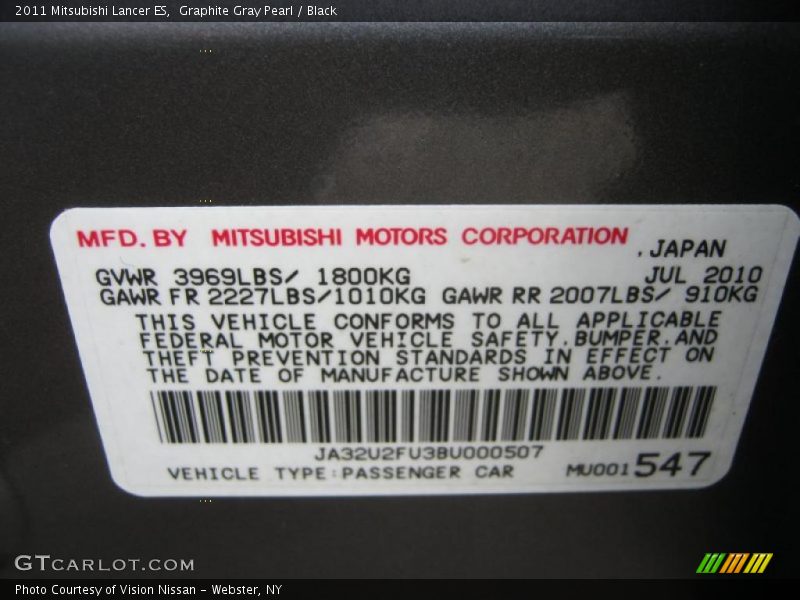 2011 Mitsubishi Lancer ES, Graphite Gray Pearl / Black
MFD. BY MITSUBISHI MOTORS CORPORATION
, JAPAN
GVWR 3969LBS/ 1800KG JUL 2010
GAWR FR 2227LBS/1010KG GAWR RR 2007LBS/ 910KG
THIS VEHICLE CONFORMS TO ALL APPLICABLE
FEDERAL MOTOR VEHICLE SAFETY,BUMPER,AND
THEFT PREVENTION STANDARDS IN EFFECT ON
THE DATE OF MANUFACTURE SHOWN ABOVE.
JA32U2FU3BU000507
VEHICLE TYPE:PASSENGER CAR MU001547
GTCARLOT.COM
Photo Courtesy of Vision Nissan - Webster, NY